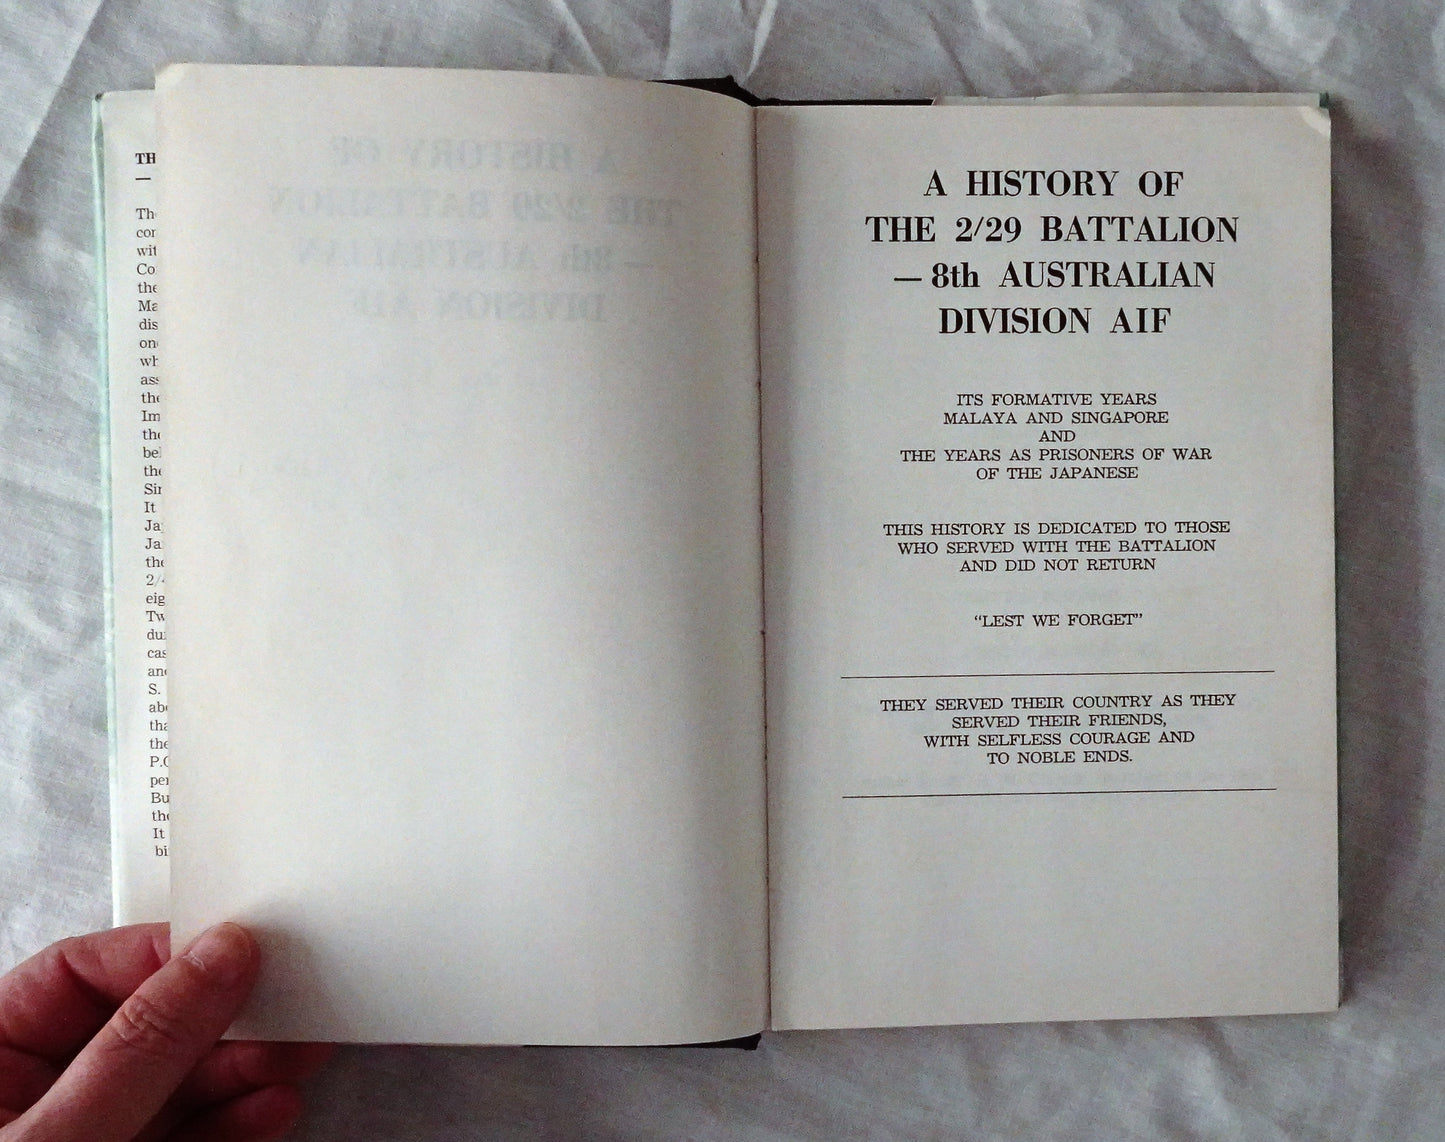 A HISTORY OF
THE 2/29 BATTALION
— 8th AUSTRALIAN
DIVISION AIF
ITS FORMATIVE YEARS
MALAYA AND SINGAPORE
AND
THE YEARS AS PRISONERS OF WAR
OF THE JAPANESE
THIS HISTORY IS DEDICATED TO THOSE
WHO SERVED WITH THE BATTALION
AND DID NOT RETURN
“LEST WE FORGET”
THEY SERVED THEIR COUNTRY AS THEY
SERVED THEIR FRIENDS,
WITH SELFLESS COURAGE AND
TO NOBLE ENDS.